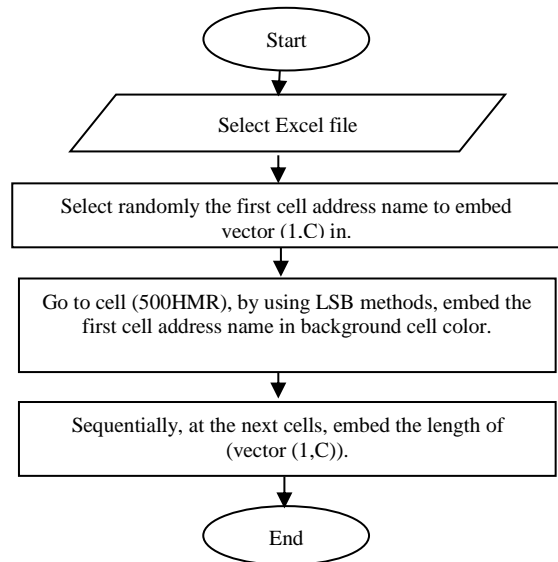 Start
Select Excel file
Select randomly the first cell address name to embed
vector (1,C) in.
Go to cell (500HMR), by using LSB methods, embed the
first cell address name in background cell color.
Sequentially, at the next cells, embed the length of
(vector (1,C)).
End